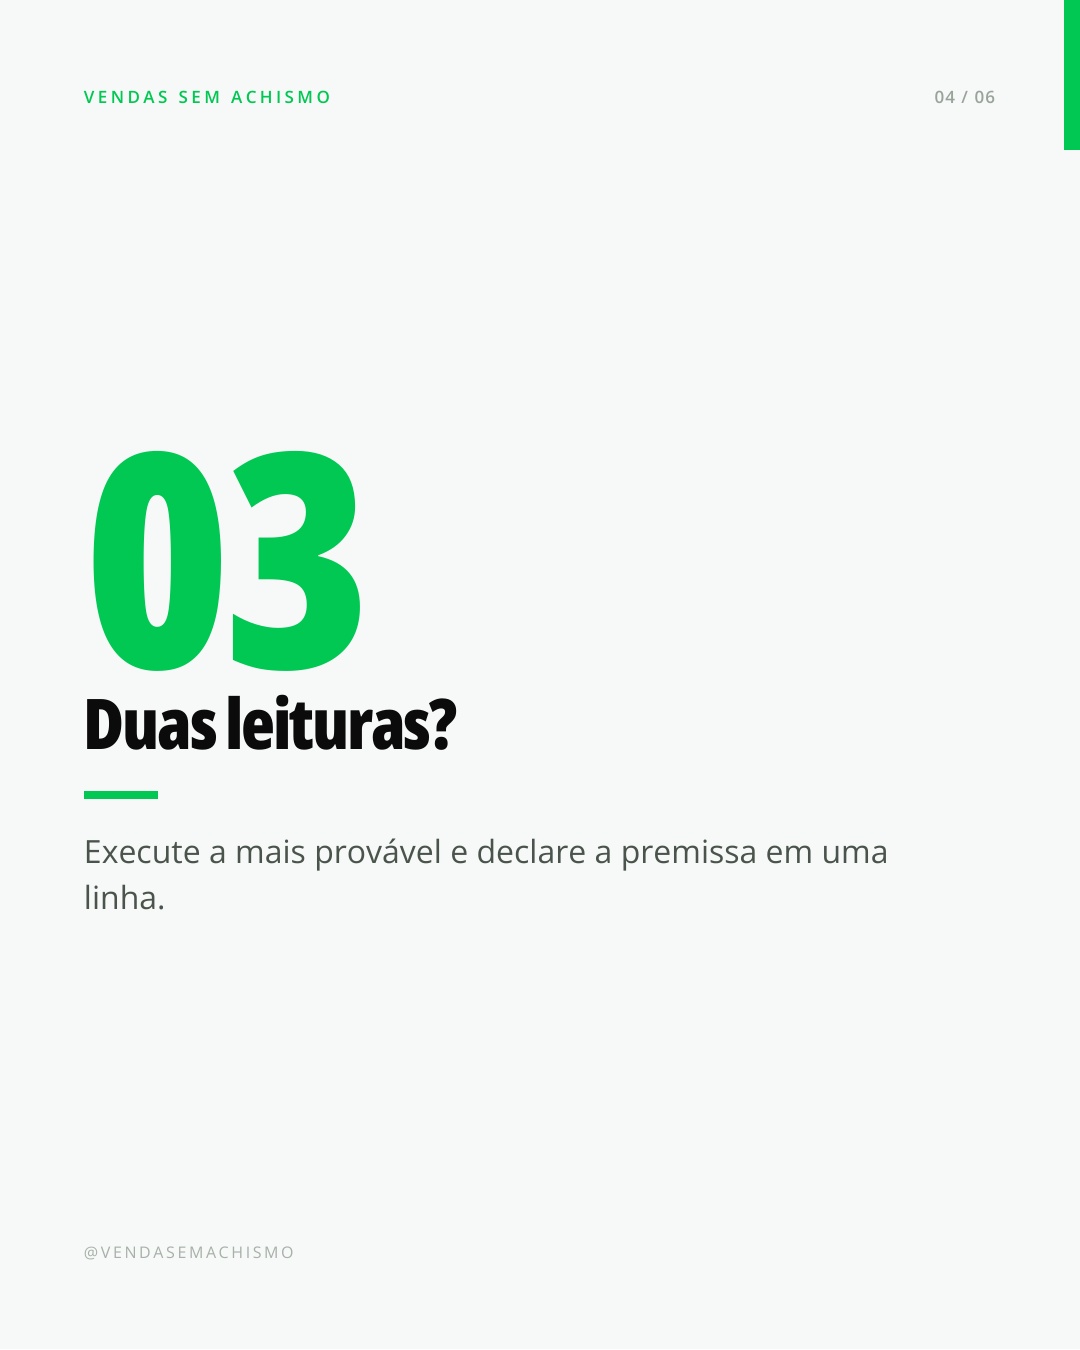 VENDAS SEM ACHISMO
04 / 06
03
Duas leituras?
Execute a mais provável e declare a premissa em uma
linha.
@VENDASEMACHISMO